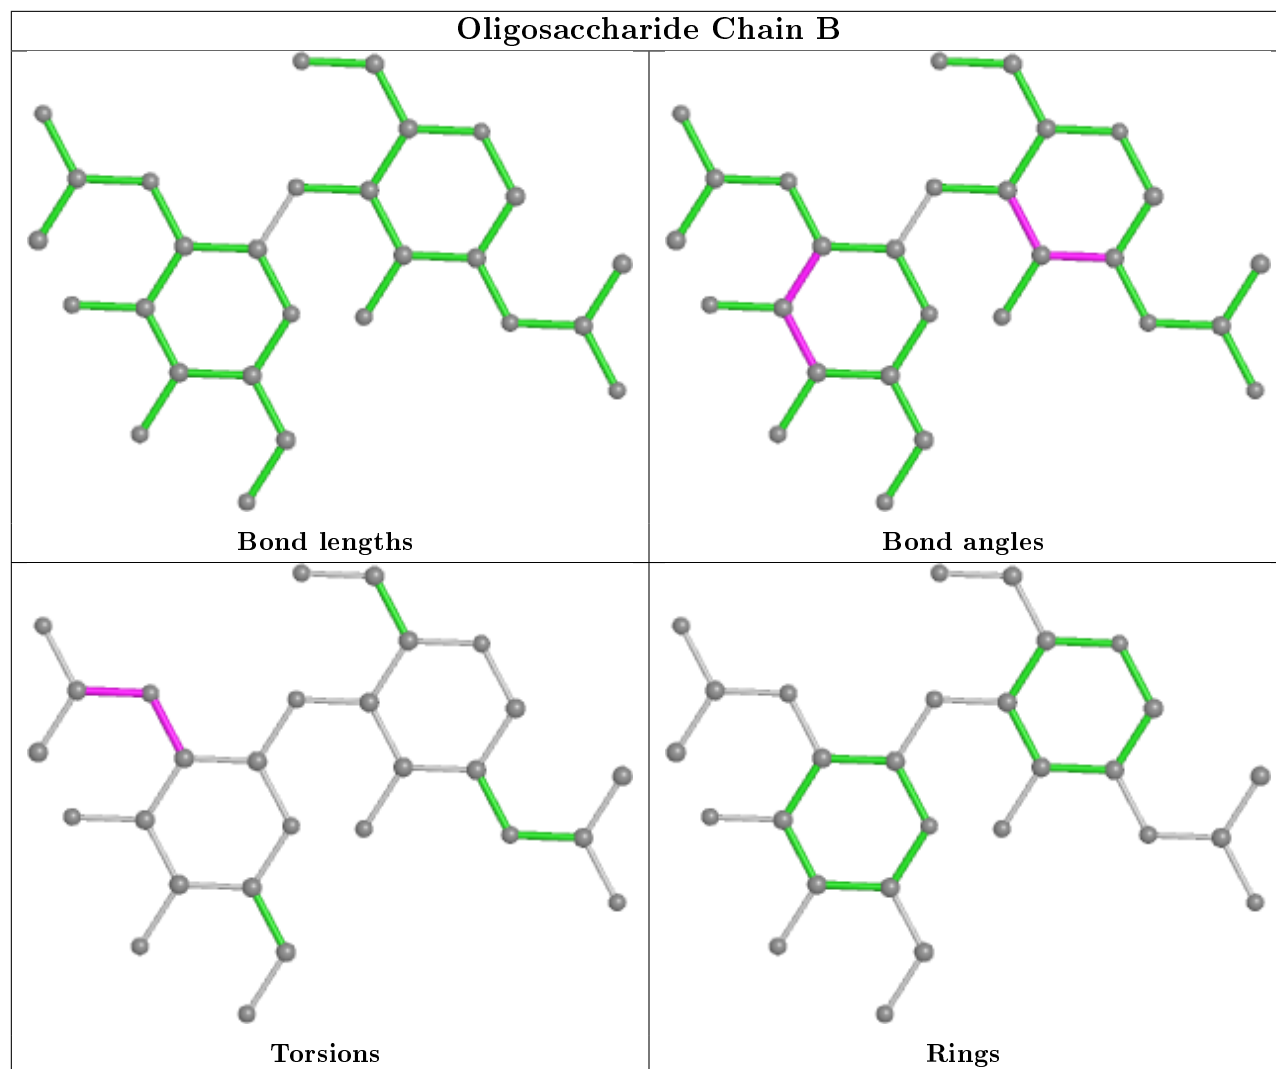 Oligosaccharide Chain B
Bond lengths
Bond angles
Torsions
Rings